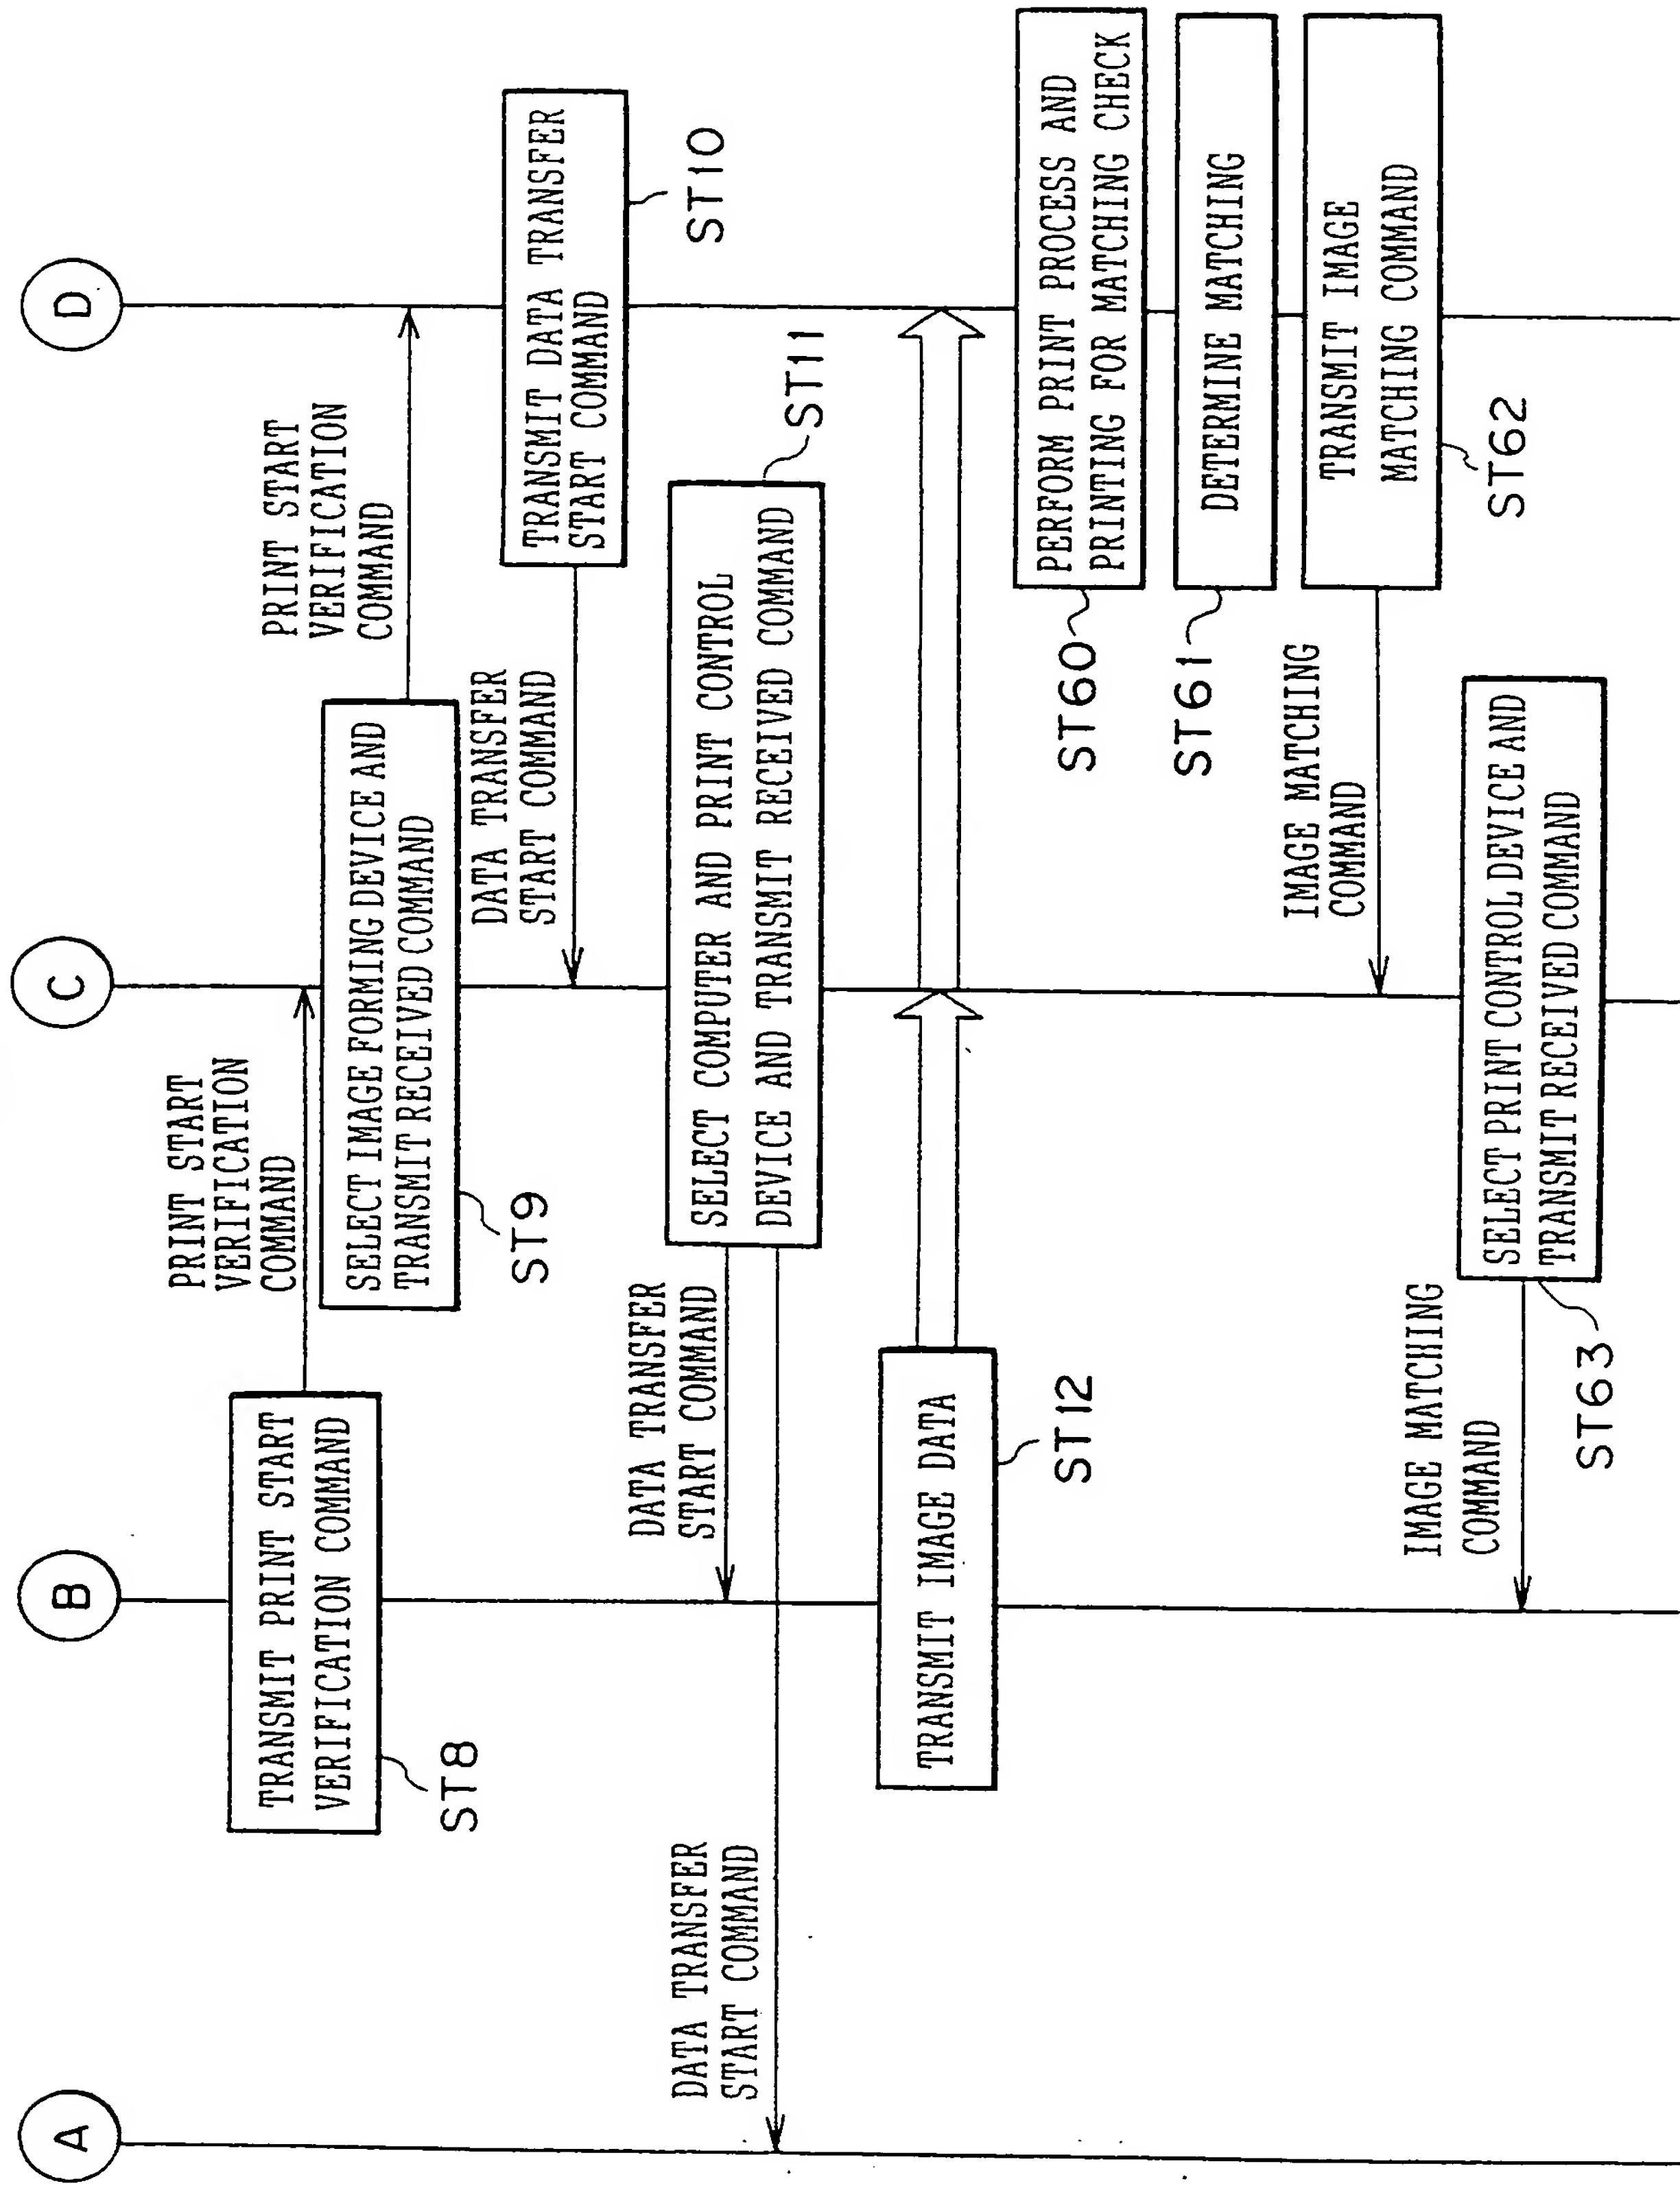 A
B
C
D
TRANSMIT PRINT START
VERIFICATION COMMAND
ST8
PRINT START
VERIFICATION
COMMAND
SELECT IMAGE FORMING DEVICE AND
TRANSMIT RECEIVED COMMAND
ST9
PRINT START
VERIFICATION
COMMAND
TRANSMIT DATA TRANSFER
START COMMAND
ST10
DATA TRANSFER
START COMMAND
SELECT COMPUTER AND PRINT CONTROL
DEVICE AND TRANSMIT RECEIVED COMMAND
ST11
DATA TRANSFER
START COMMAND
DATA TRANSFER
START COMMAND
TRANSMIT IMAGE DATA
ST12
PERFORM PRINT PROCESS AND
PRINTING FOR MATCHING CHECK
ST60
DETERMINE MATCHING
ST61
TRANSMIT IMAGE
MATCHING COMMAND
ST62
IMAGE MATCHING
COMMAND
SELECT PRINT CONTROL DEVICE AND
TRANSMIT RECEIVED COMMAND
ST63
IMAGE MATCHING
COMMAND